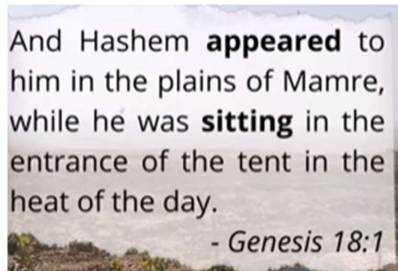 And Hashem appeared to
him in the plains of Mamre,
while he was sitting in the
entrance of the tent in the
heat of the day.
- Genesis 18:1